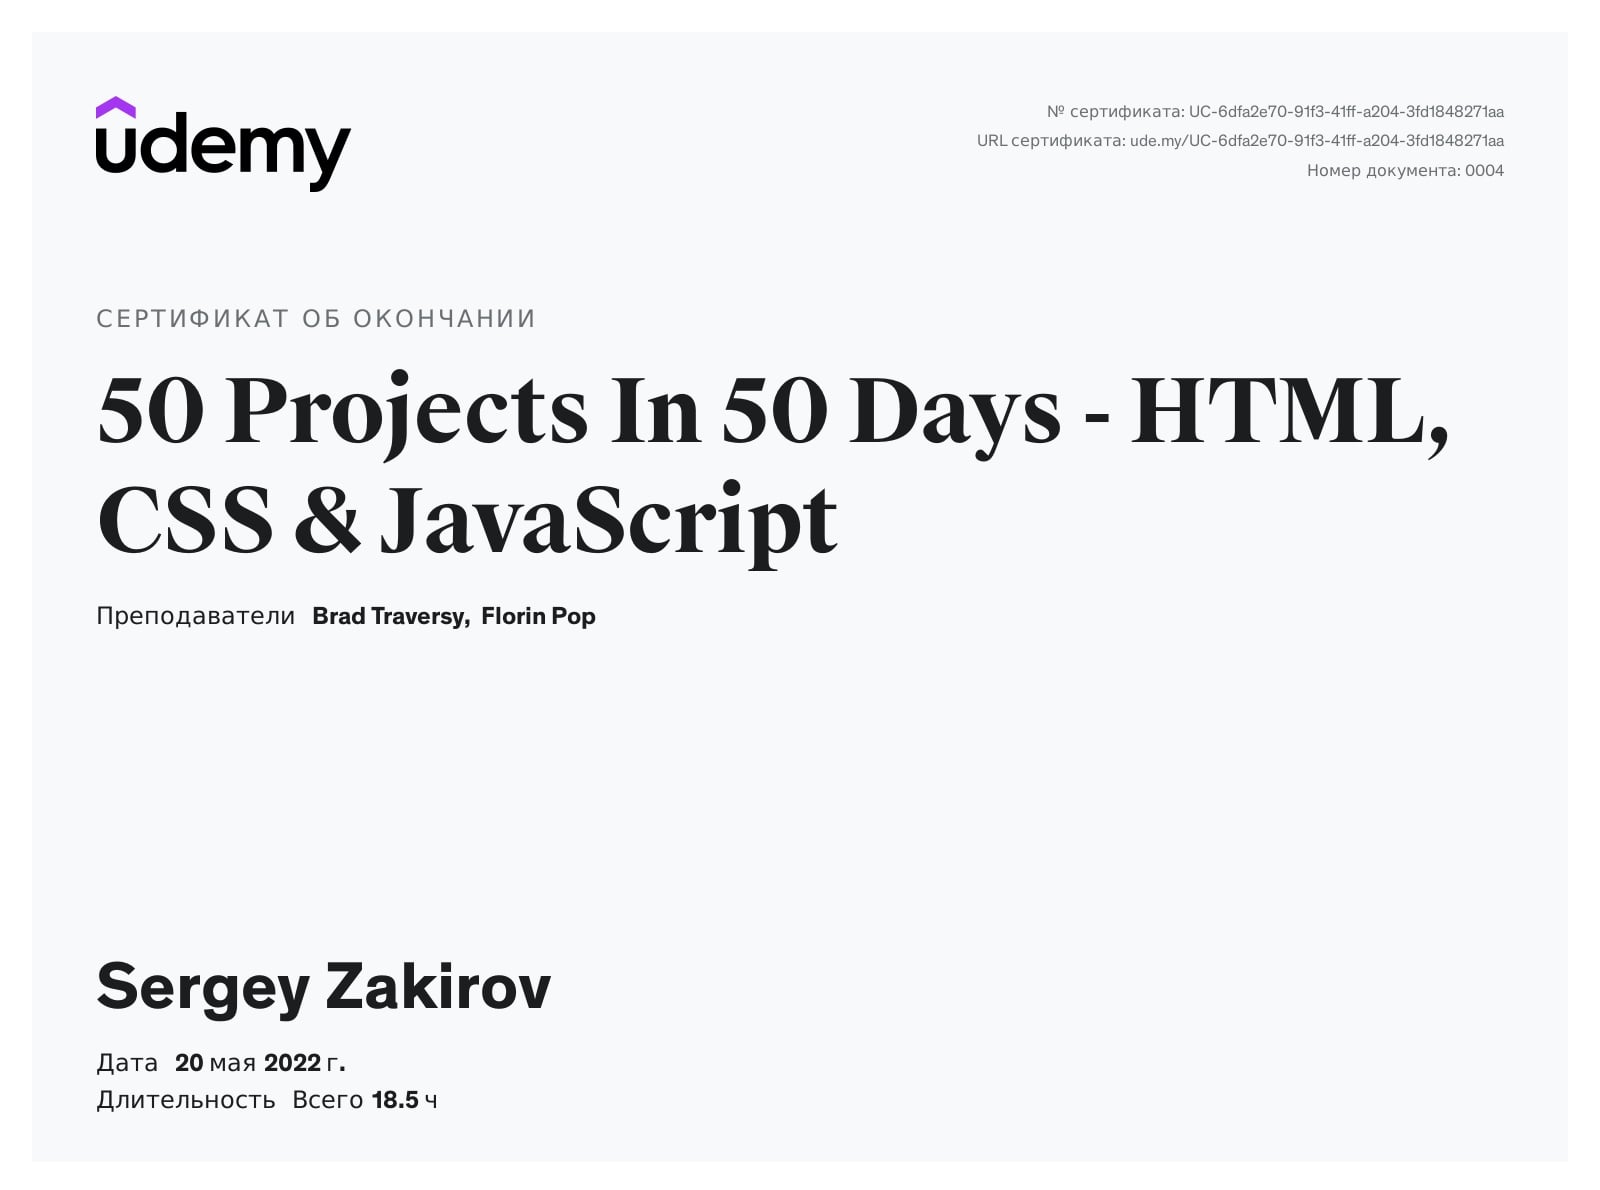 udemy
№ сертификата: UC-6dfa2e70-91f3-41ff-a204-3fd1848271aa
URL сертификата: ude.my/UC-6dfa2e70-91f3-41ff-a204-3fd1848271aa
Номер документа: 0004
СЕРТИФИКАТ ОБ ОКОНЧАНИИ
50 Projects In 50 Days - HTML,
CSS & JavaScript
Преподаватели Brad Traversy, Florin Pop
Sergey Zakirov
Дата 20 мая 2022 г.
Длительность Всего 18.5 ч